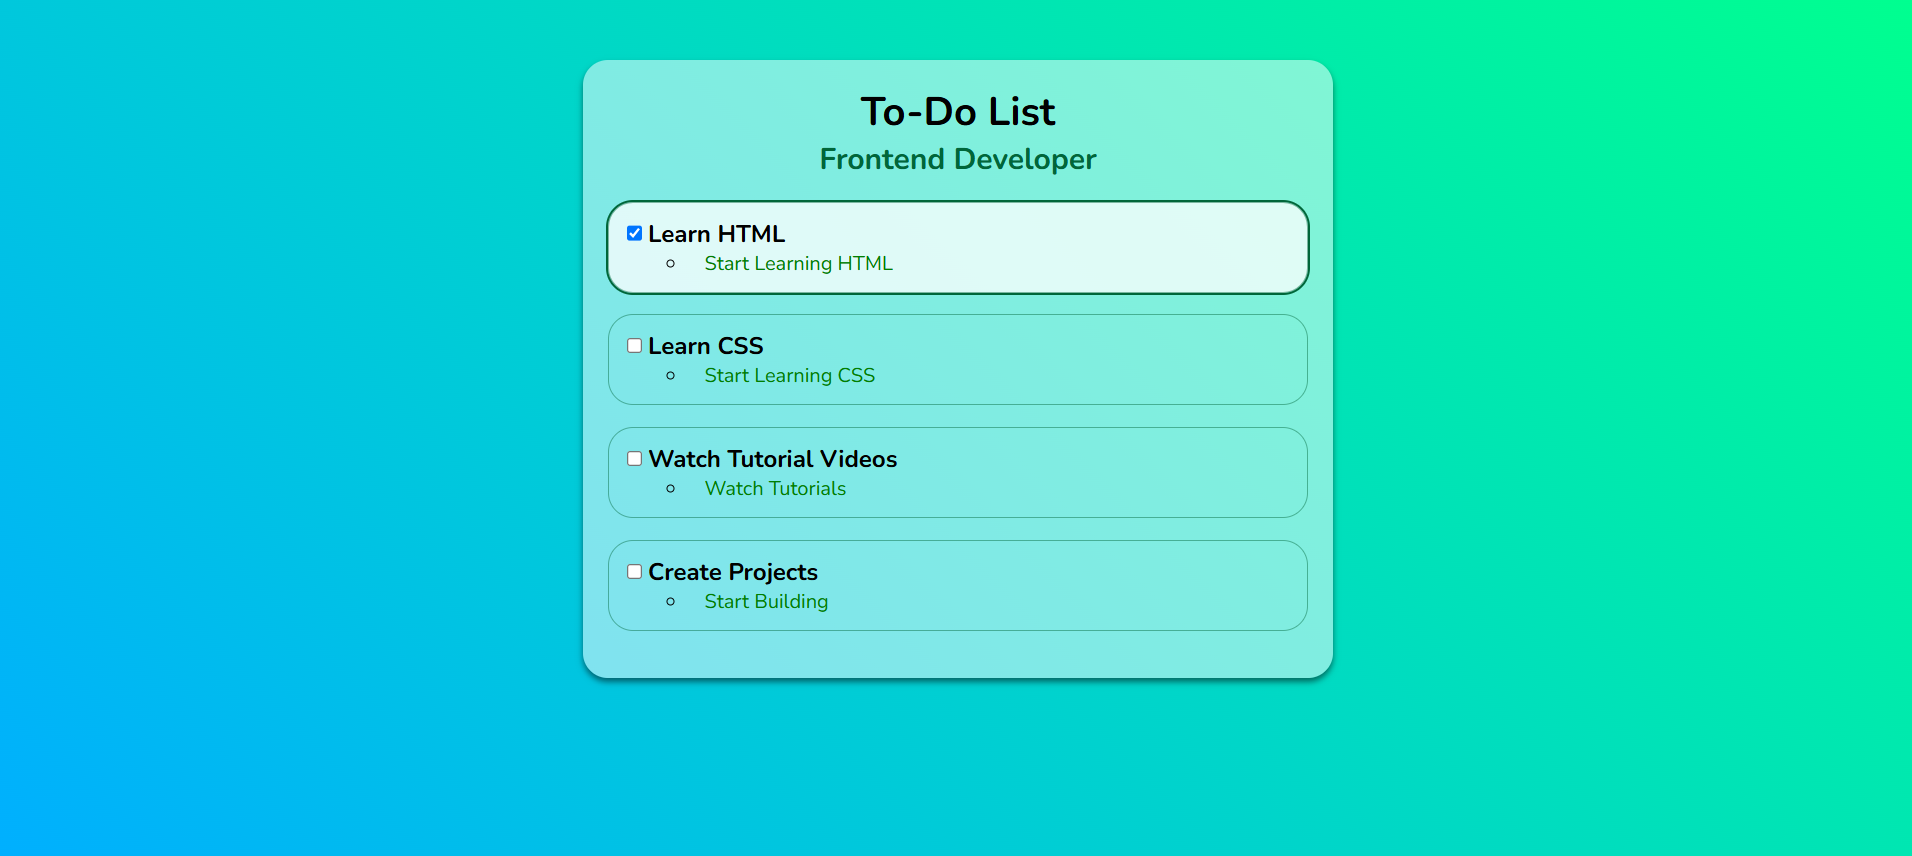 To-Do List
Frontend Developer
Learn HTML
Start Learning HTML
Learn CSS
Start Learning CSS
Watch Tutorial Videos
Watch Tutorials
Create Projects
Start Building